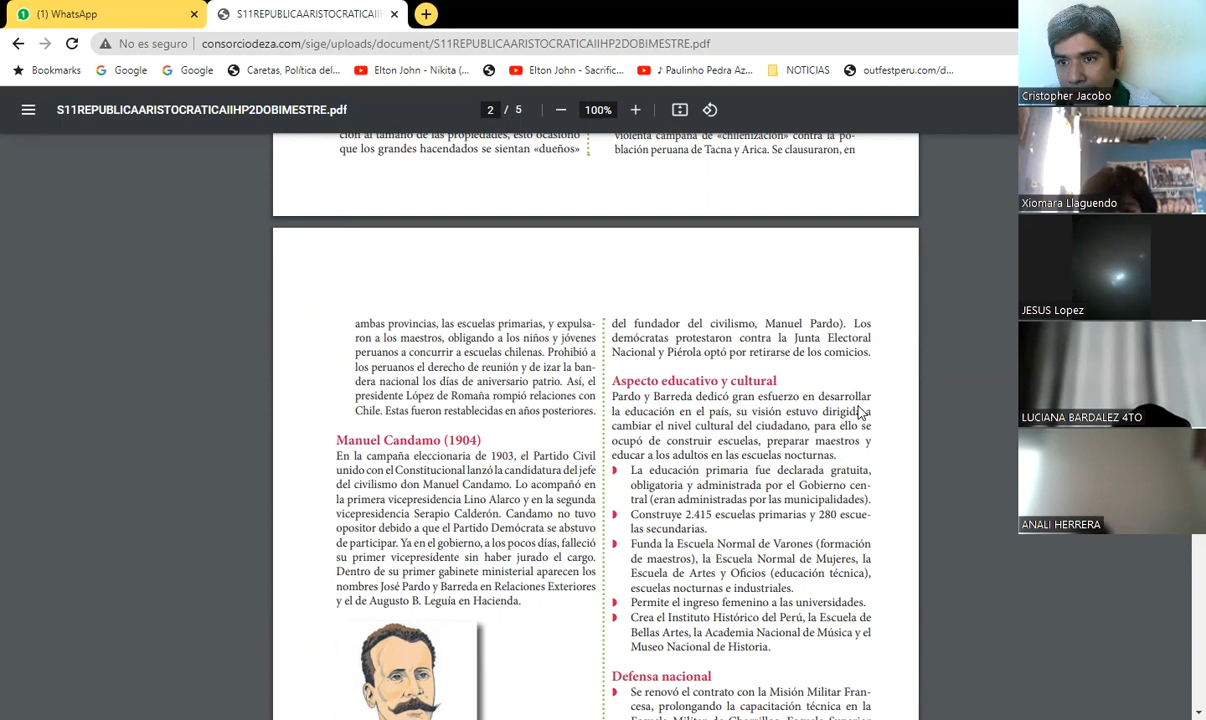 (1) WhatsApp
S11REPUBLICAARISTOCRATICAIIH
No es seguro
consorciodeza.com/sige/uploads/document/S11REPUBLICAARISTOCRATICAIIHP2DOBIMESTRE.pdf
Bookmarks
Google
Google
Caretas, Política del...
Elton John - Nikita (...
Elton John - Sacrific...
♪ Paulinho Pedra Az...
NOTICIAS
outfestperu.com/d...
S11REPUBLICAARISTOCRATICAIIHP2DOBIMESTRE.pdf
2 / 5
100%
ción al tamaño de las propiedades, esto ocasionó
que los grandes hacendados se sientan «dueños»
violenta campaña de «chilenización» contra la po-
blación peruana de Tacna y Arica. Se clausuraron, en
ambas provincias, las escuelas primarias, y expulsa-
ron a los maestros, obligando a los niños y jóvenes
peruanos a concurrir a escuelas chilenas. Prohibió a
los peruanos el derecho de reunión y de izar la ban-
dera nacional los días de aniversario patrio. Así, el
presidente López de Romaña rompió relaciones con
Chile. Estas fueron restablecidas en años posteriores.
Manuel Candamo (1904)
En la campaña eleccionaria de 1903, el Partido Civil
unido con el Constitucional lanzó la candidatura del jefe
del civilismo don Manuel Candamo. Lo acompañó en
la primera vicepresidencia Lino Alarco y en la segunda
vicepresidencia Serapio Calderón. Candamo no tuvo
opositor debido a que el Partido Demócrata se abstuvo
de participar. Ya en el gobierno, a los pocos días, falleció
su primer vicepresidente sin haber jurado el cargo.
Dentro de su primer gabinete ministerial aparecen los
nombres José Pardo y Barreda en Relaciones Exteriores
y el de Augusto B. Leguía en Hacienda.
del fundador del civilismo, Manuel Pardo). Los
demócratas protestaron contra la Junta Electoral
Nacional y Piérola optó por retirarse de los comicios.
Aspecto educativo y cultural
Pardo y Barreda dedicó gran esfuerzo en desarrollar
la educación en el país, su visión estuvo dirigida a
cambiar el nivel cultural del ciudadano, para ello se
ocupó de construir escuelas, preparar maestros y
educar a los adultos en las escuelas nocturnas.
La educación primaria fue declarada gratuita,
obligatoria y administrada por el Gobierno cen-
tral (eran administradas por las municipalidades).
Construye 2.415 escuelas primarias y 280 escue-
las secundarias.
Funda la Escuela Normal de Varones (formación
de maestros), la Escuela Normal de Mujeres, la
Escuela de Artes y Oficios (educación técnica),
escuelas nocturnas e industriales.
Permite el ingreso femenino a las universidades.
Crea el Instituto Histórico del Perú, la Escuela de
Bellas Artes, la Academia Nacional de Música y el
Museo Nacional de Historia.
Defensa nacional
Se renovó el contrato con la Misión Militar Fran-
cesa, prolongando la capacitación técnica en la
Escuela Militar de Chorrillos, Escuela Superior
Cristopher Jacobo
Xiomara Llaguendo
JESUS Lopez
LUCIANA BARDALEZ 4TO
ANALI HERRERA